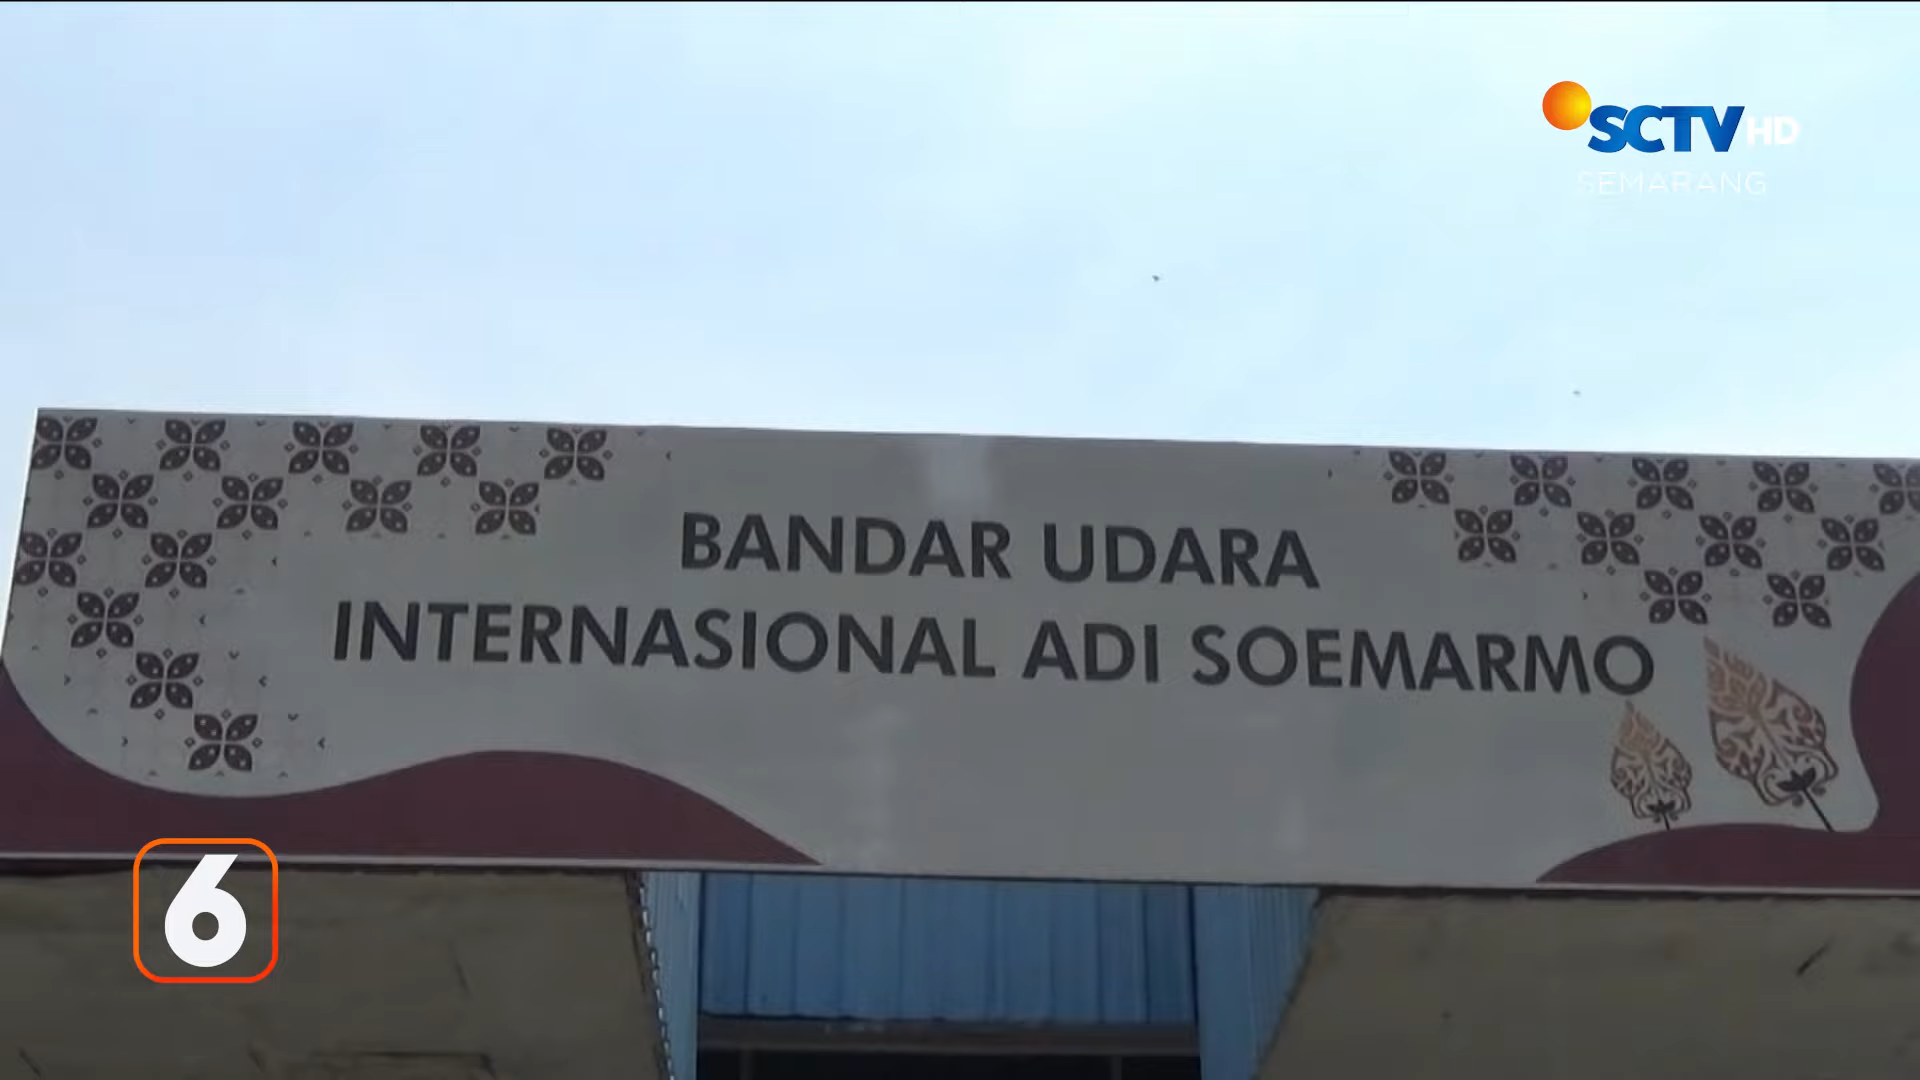 SCTV HD
SEMARANG
BANDAR UDARA
INTERNASIONAL ADI SOEMARMO
6